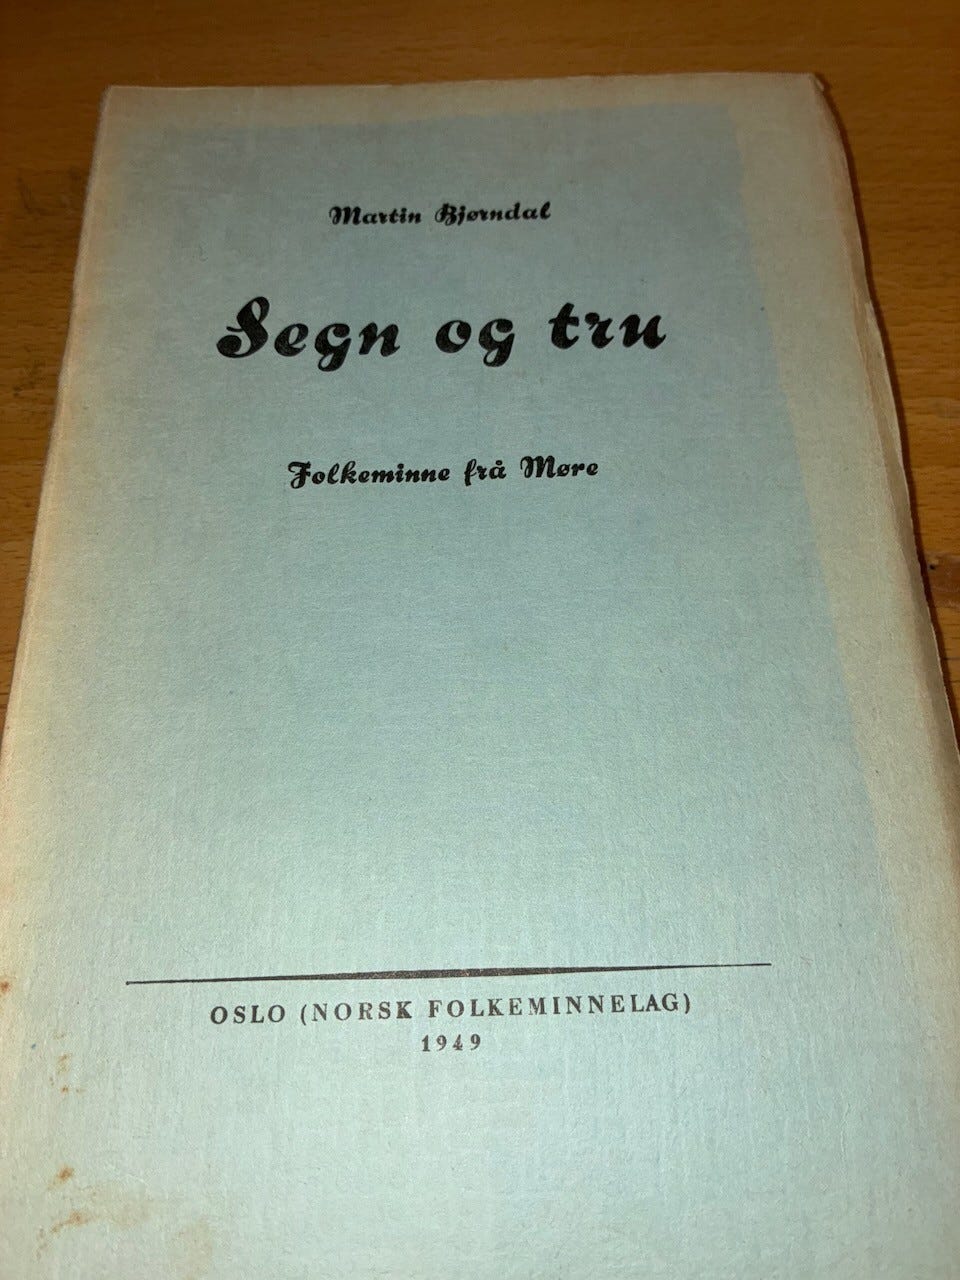 Martin Bjørndal
Segn og tru
Folkeminne frå Møre
OSLO (NORSK FOLKEMINNELAG)
1949